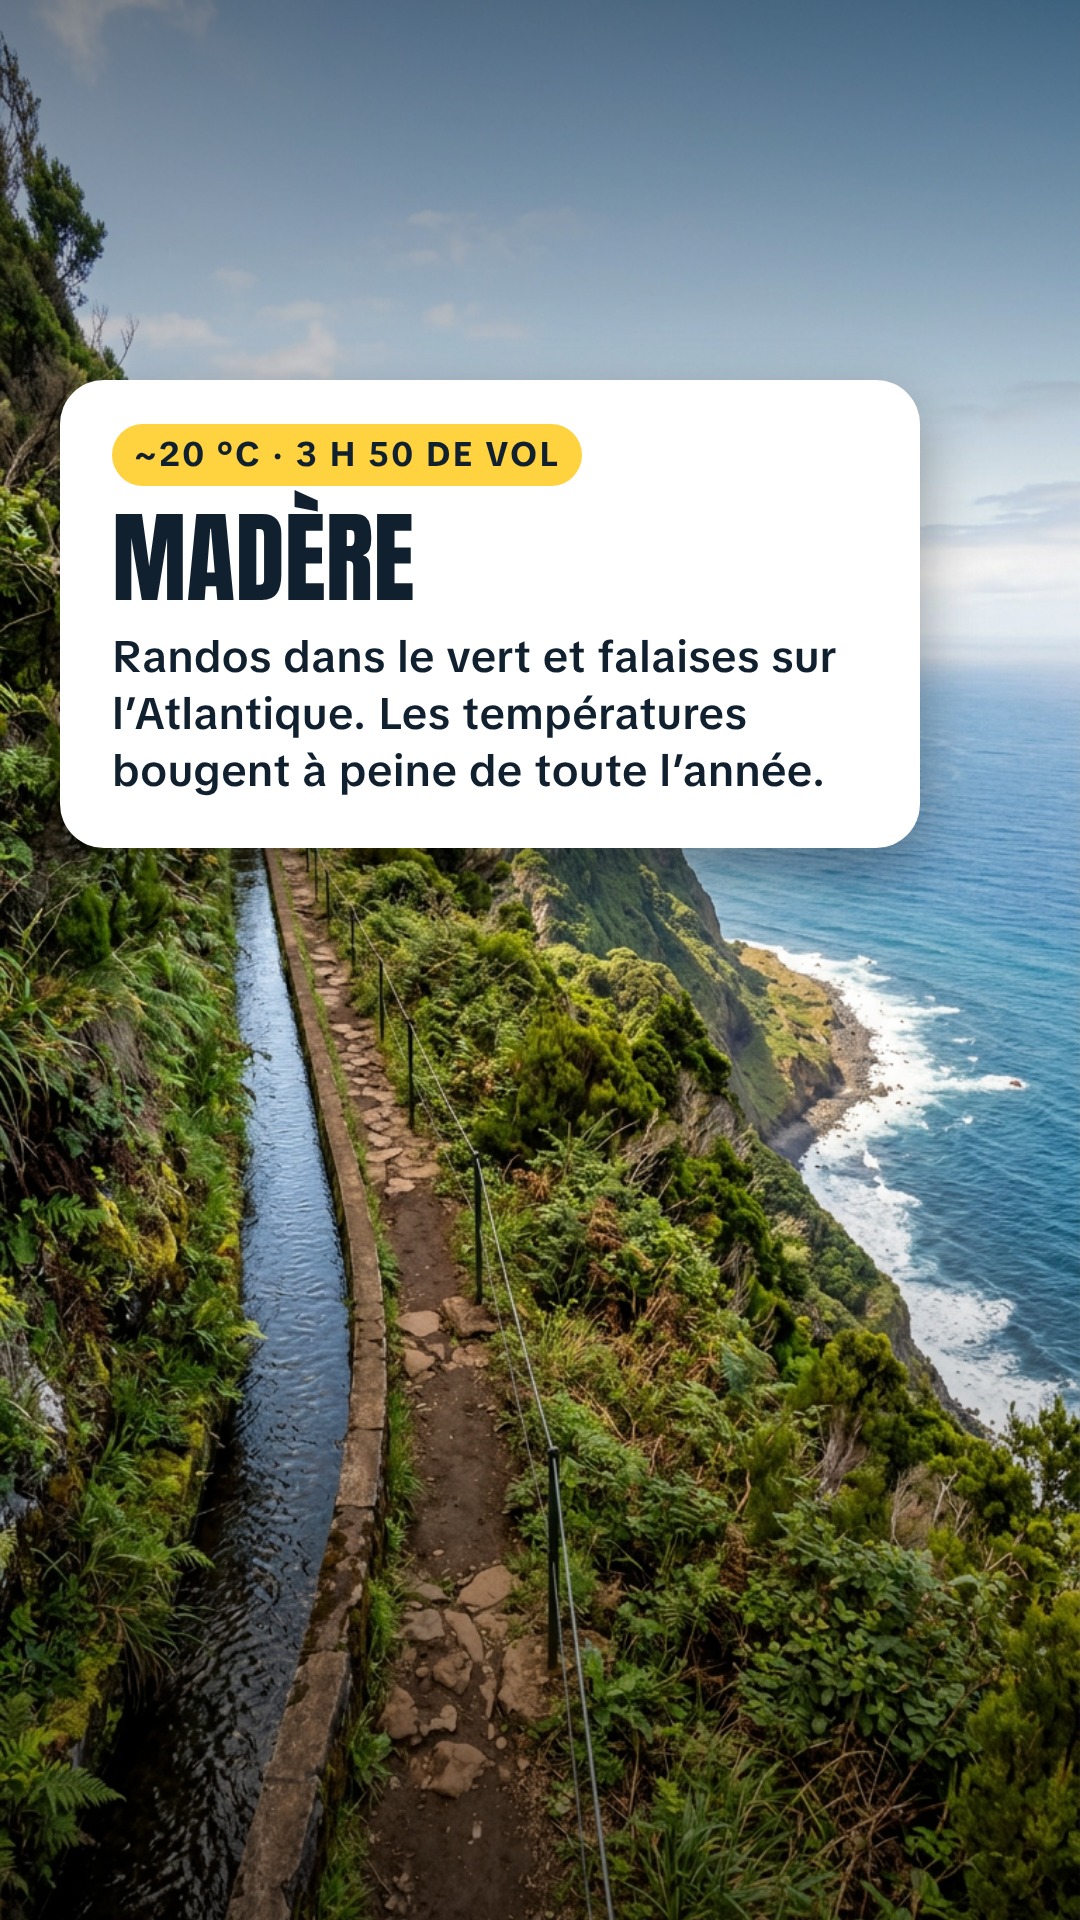 ~20 °C · 3 H 50 DE VOL
MADÈRE
Randos dans le vert et falaises sur
l’Atlantique. Les températures
bougent à peine de toute l’année.